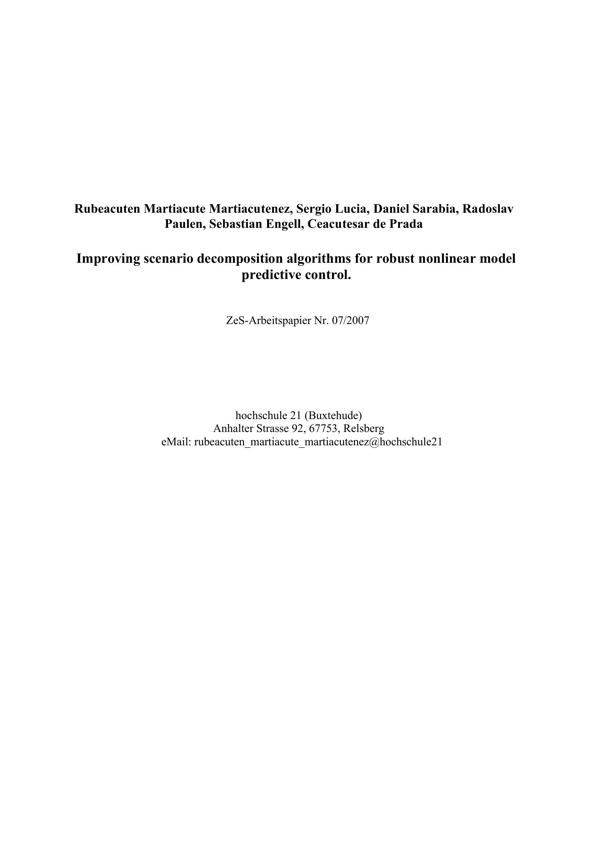 Rubeacuten Martiacute Martiacutenez, Sergio Lucia, Daniel Sarabia, Radoslav
Paulen, Sebastian Engell, Ceacutesar de Prada
Improving scenario decomposition algorithms for robust nonlinear model
predictive control.
ZeS-Arbeitspapier Nr. 07/2007
hochschule 21 (Buxtehude)
Anhalter Strasse 92, 67753, Relsberg
eMail: rubeacuten_martiacute_martiacutenez@hochschule21